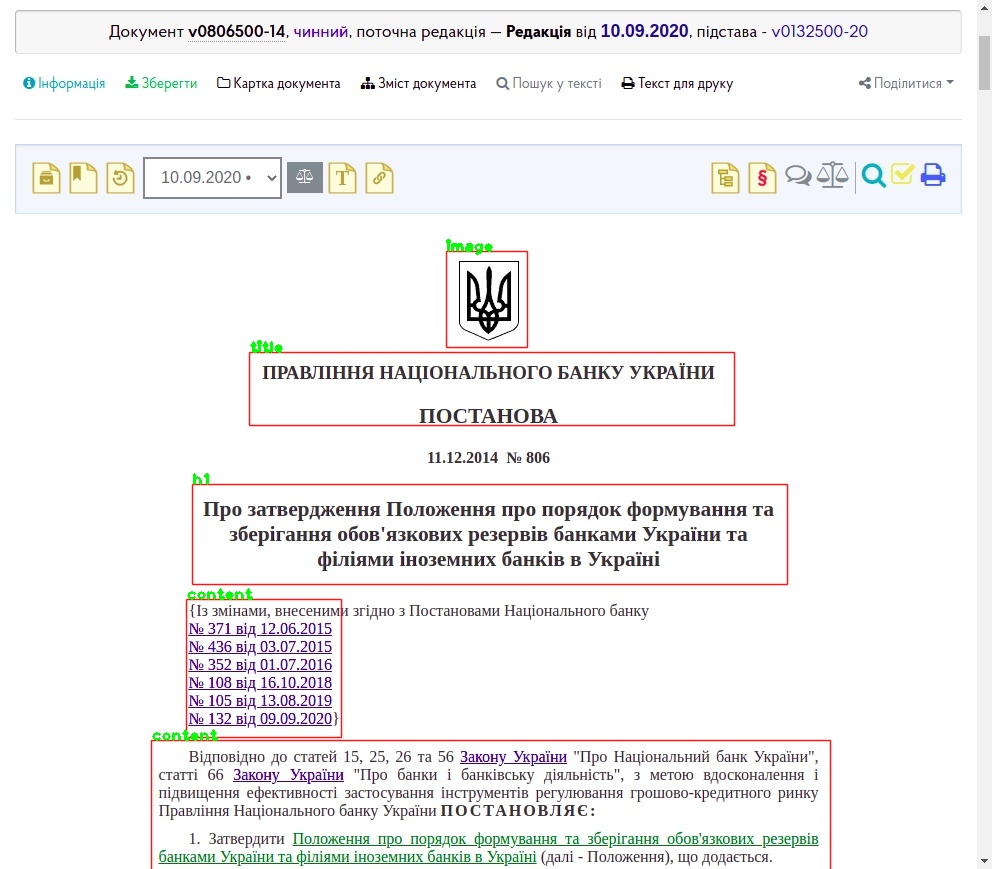 Документ v0806500-14, чинний, поточна редакція — Редакція від 10.09.2020, підстава - v0132500-20
Інформація Зберегти Картка документа Зміст документа Пошук у тексті Текст для друку Поділитися
10.09.2020 •
T §
image
title
ПРАВЛІННЯ НАЦІОНАЛЬНОГО БАНКУ УКРАЇНИ
ПОСТАНОВА
11.12.2014 № 806
h1
Про затвердження Положення про порядок формування та
зберігання обов'язкових резервів банками України та
філіями іноземних банків в Україні
content
{Із змінами, внесеними згідно з Постановами Національного банку
№ 371 від 12.06.2015
№ 436 від 03.07.2015
№ 352 від 01.07.2016
№ 108 від 16.10.2018
№ 105 від 13.08.2019
№ 132 від 09.09.2020}
content
Відповідно до статей 15, 25, 26 та 56 Закону України "Про Національний банк України",
статті 66 Закону України "Про банки і банківську діяльність", з метою вдосконалення і
підвищення ефективності застосування інструментів регулювання грошово-кредитного ринку
Правління Національного банку України ПОСТАНОВЛЯЄ:
1. Затвердити Положення про порядок формування та зберігання обов'язкових резервів
банками України та філіями іноземних банків в Україні (далі - Положення), що додається.